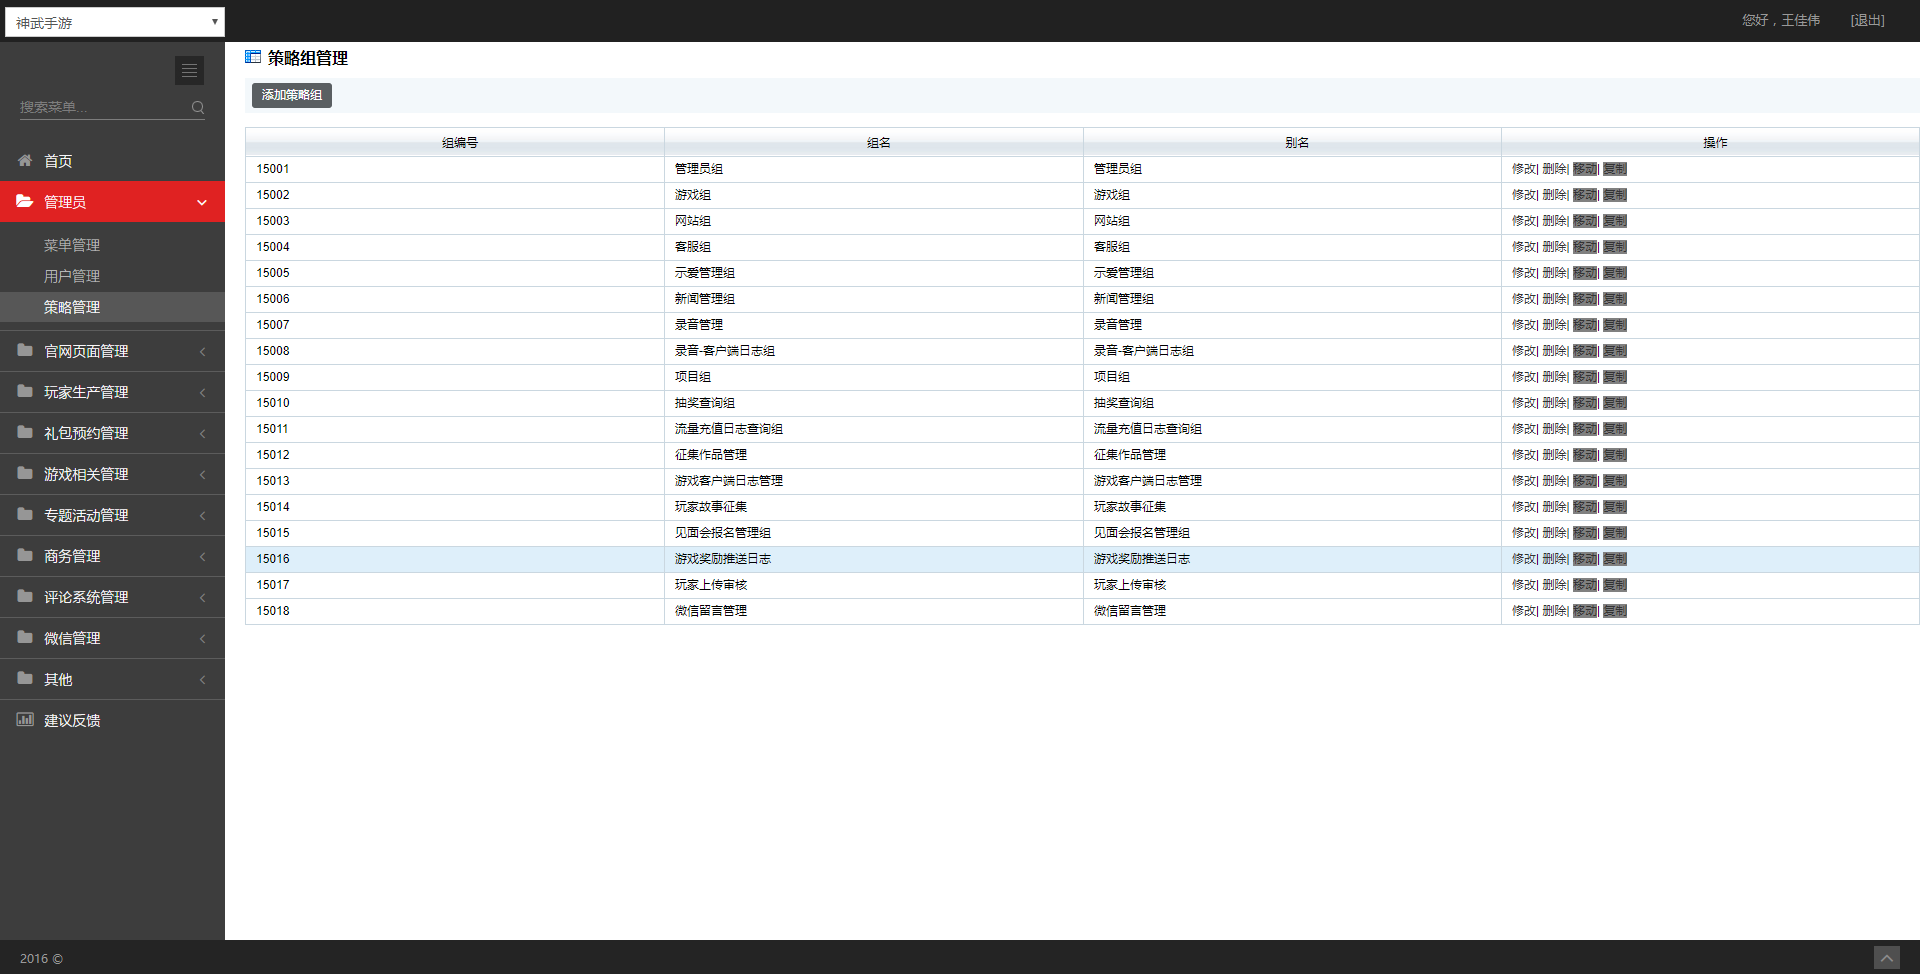 神武手游
您好，王佳伟 [退出]
搜索菜单...
首页
管理员
菜单管理
用户管理
策略管理
官网页面管理
玩家生产管理
礼包预约管理
游戏相关管理
专题活动管理
商务管理
评论系统管理
微信管理
其他
建议反馈
策略组管理
添加策略组
组编号 组名 别名 操作
15001 管理员组 管理员组 修改| 删除| 移动| 复制
15002 游戏组 游戏组 修改| 删除| 移动| 复制
15003 网站组 网站组 修改| 删除| 移动| 复制
15004 客服组 客服组 修改| 删除| 移动| 复制
15005 示爱管理组 示爱管理组 修改| 删除| 移动| 复制
15006 新闻管理组 新闻管理组 修改| 删除| 移动| 复制
15007 录音管理 录音管理 修改| 删除| 移动| 复制
15008 录音-客户端日志组 录音-客户端日志组 修改| 删除| 移动| 复制
15009 项目组 项目组 修改| 删除| 移动| 复制
15010 抽奖查询组 抽奖查询组 修改| 删除| 移动| 复制
15011 流量充值日志查询组 流量充值日志查询组 修改| 删除| 移动| 复制
15012 征集作品管理 征集作品管理 修改| 删除| 移动| 复制
15013 游戏客户端日志管理 游戏客户端日志管理 修改| 删除| 移动| 复制
15014 玩家故事征集 玩家故事征集 修改| 删除| 移动| 复制
15015 见面会报名管理组 见面会报名管理组 修改| 删除| 移动| 复制
15016 游戏奖励推送日志 游戏奖励推送日志 修改| 删除| 移动| 复制
15017 玩家上传审核 玩家上传审核 修改| 删除| 移动| 复制
15018 微信留言管理 微信留言管理 修改| 删除| 移动| 复制
2016 ©